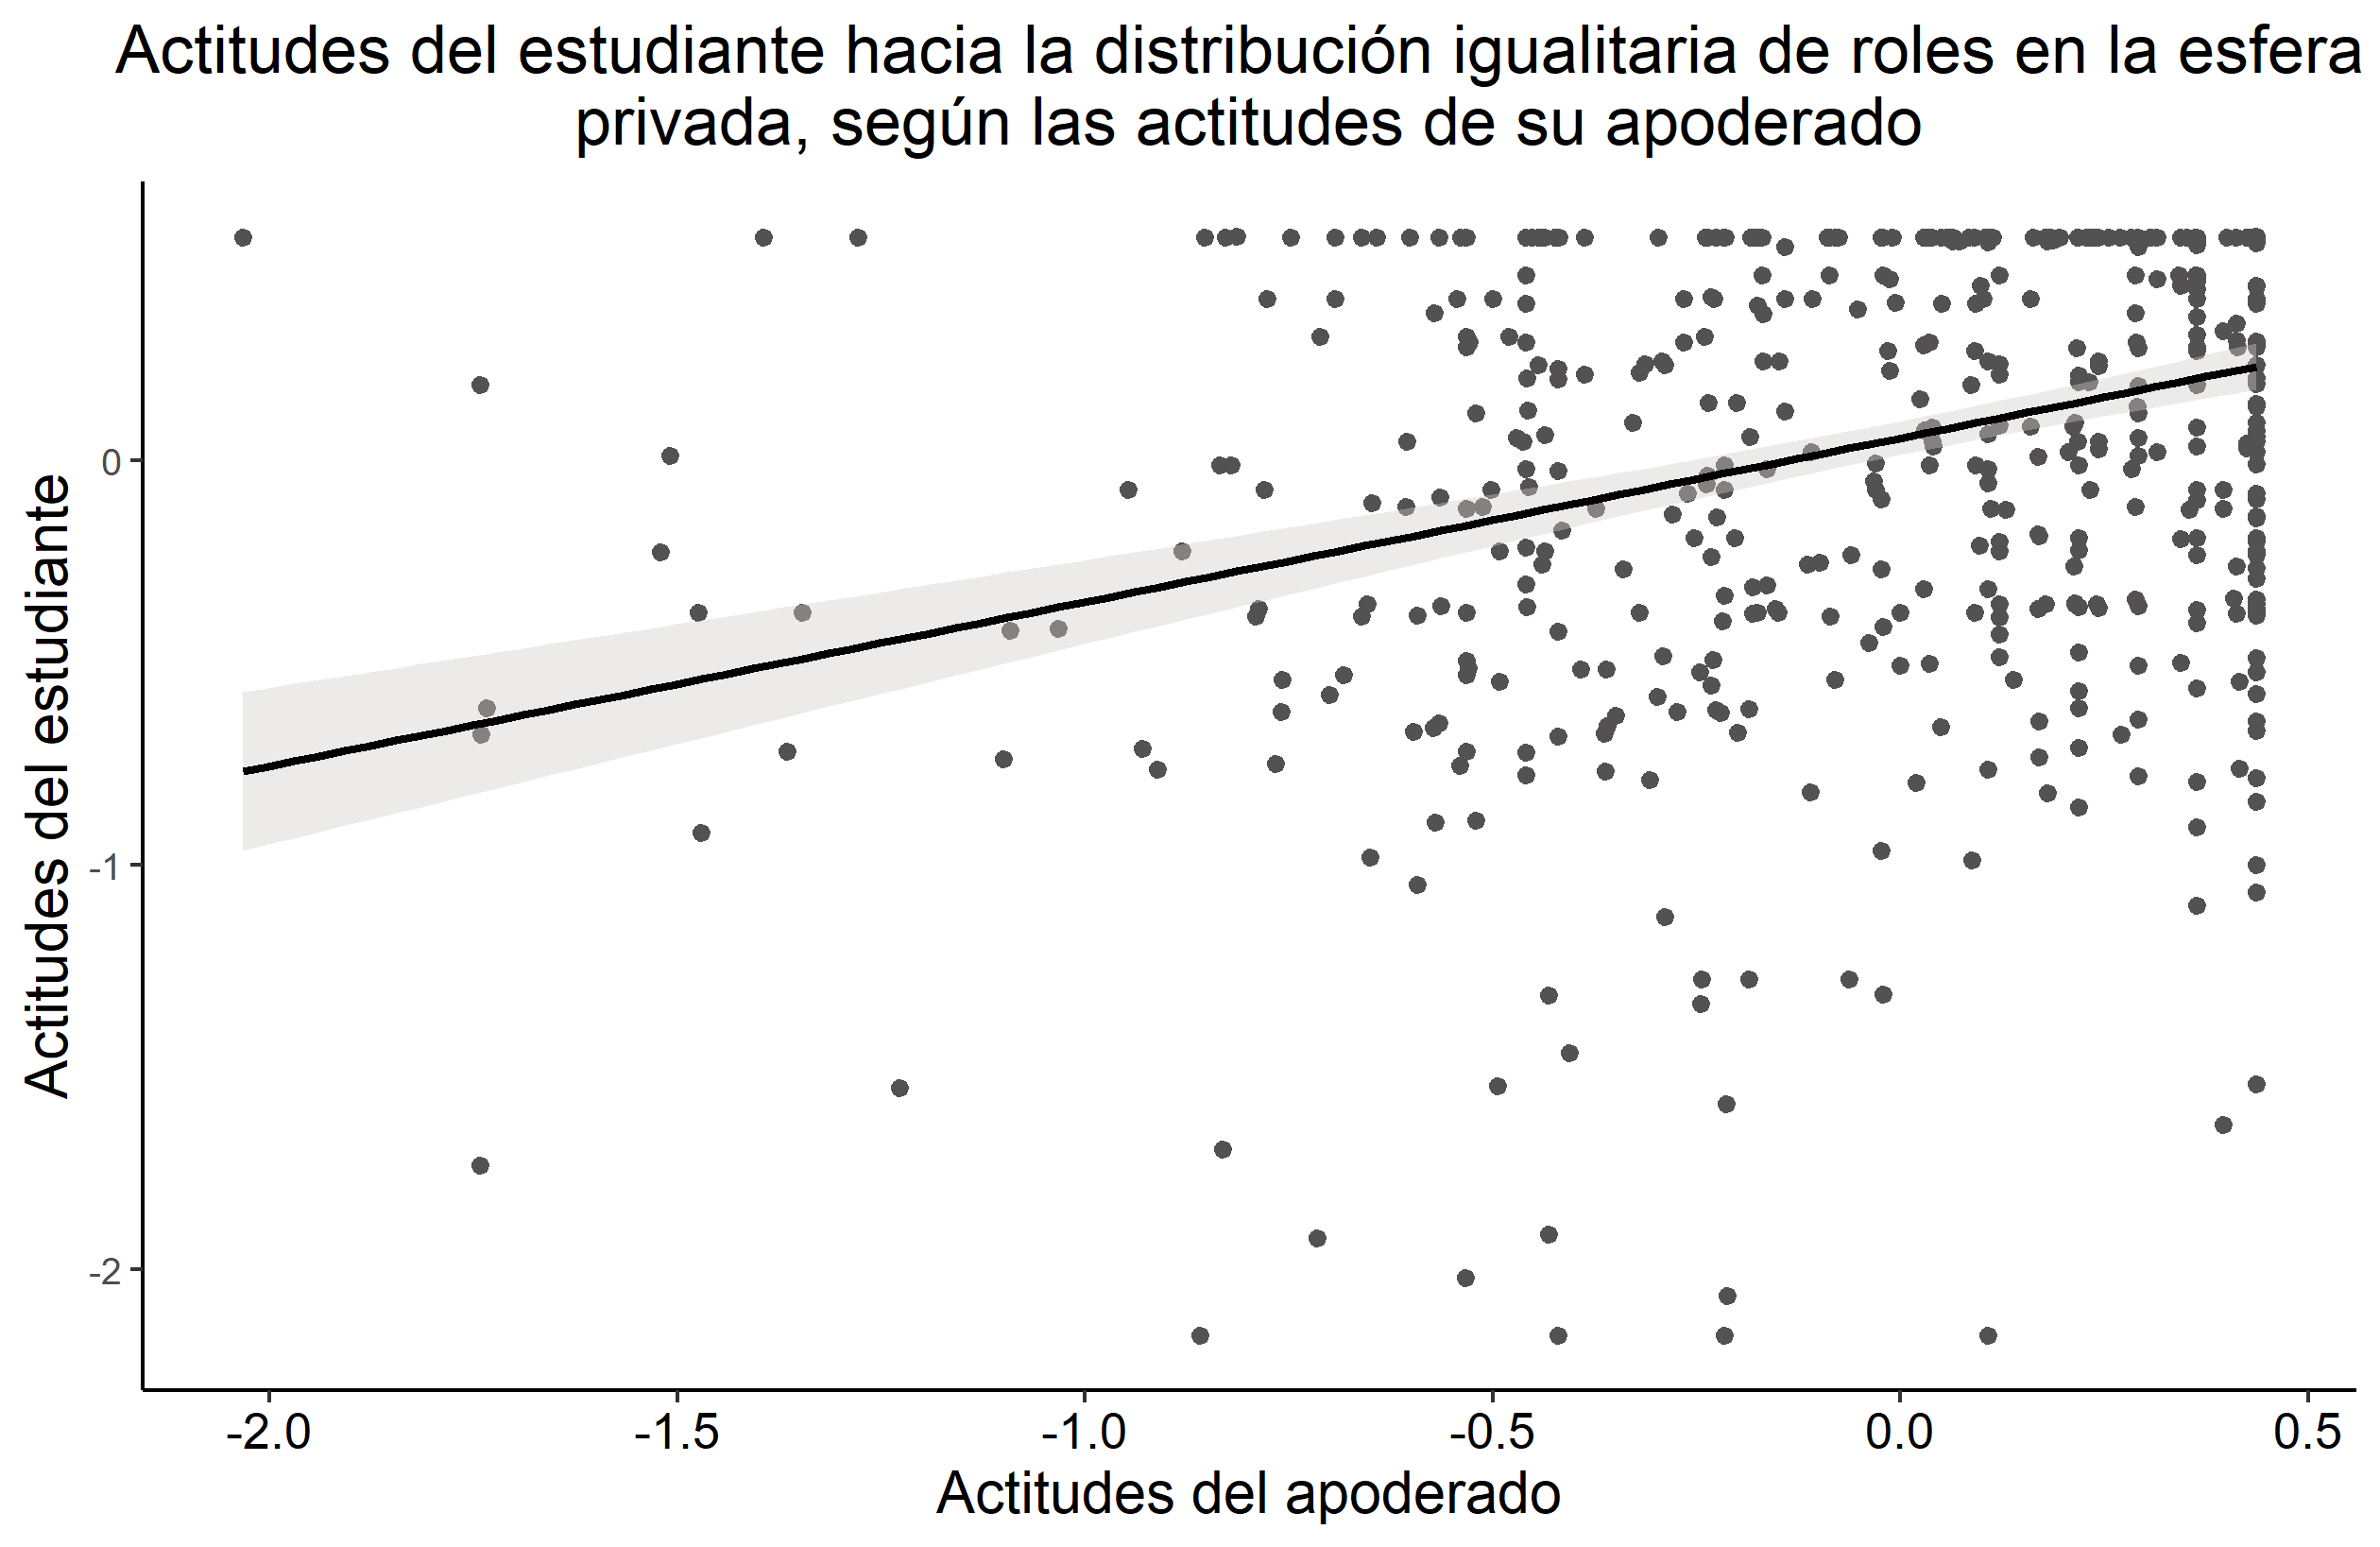 Actitudes del estudiante hacia la distribución igualitaria de roles en la esfera
privada, según las actitudes de su apoderado
Actitudes del estudiante
0
-1
-2
-2.0
-1.5
-1.0
-0.5
0.0
0.5
Actitudes del apoderado